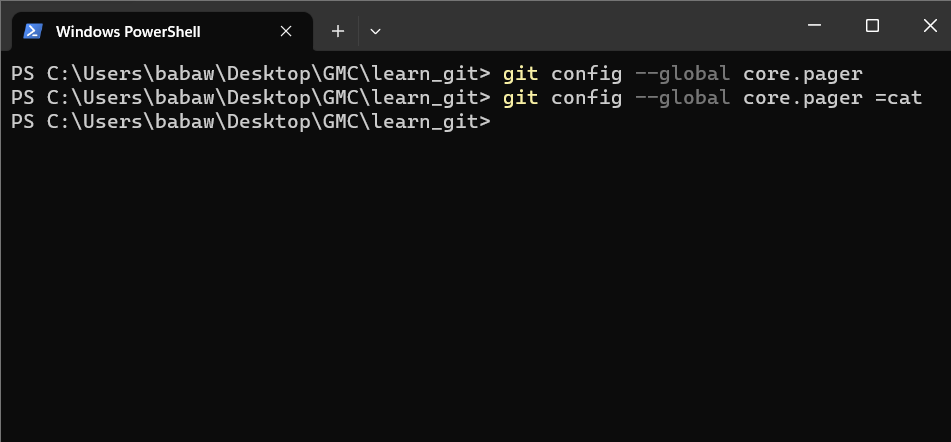 Windows PowerShell
PS C:\Users\babaw\Desktop\GMC\learn_git> git config --global core.pager
PS C:\Users\babaw\Desktop\GMC\learn_git> git config --global core.pager =cat
PS C:\Users\babaw\Desktop\GMC\learn_git>